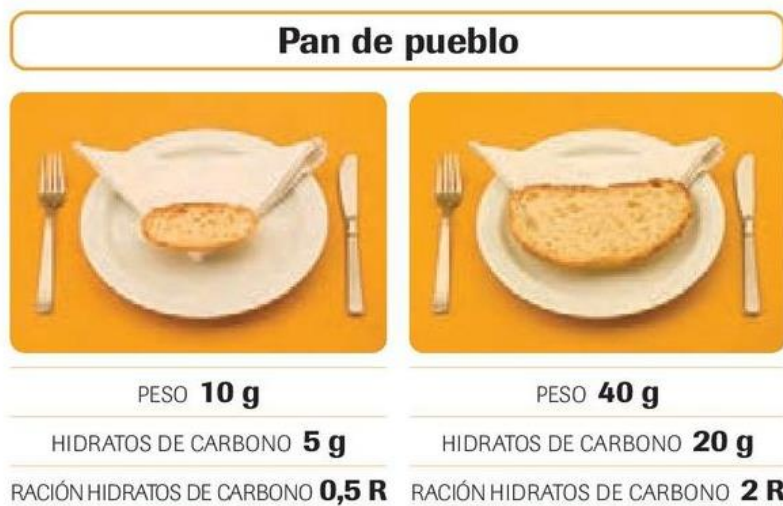 Pan de pueblo
PESO 10 g
HIDRATOS DE CARBONO 5 g
RACIÓN HIDRATOS DE CARBONO 0,5 R
PESO 40 g
HIDRATOS DE CARBONO 20 g
RACIÓN HIDRATOS DE CARBONO 2 R